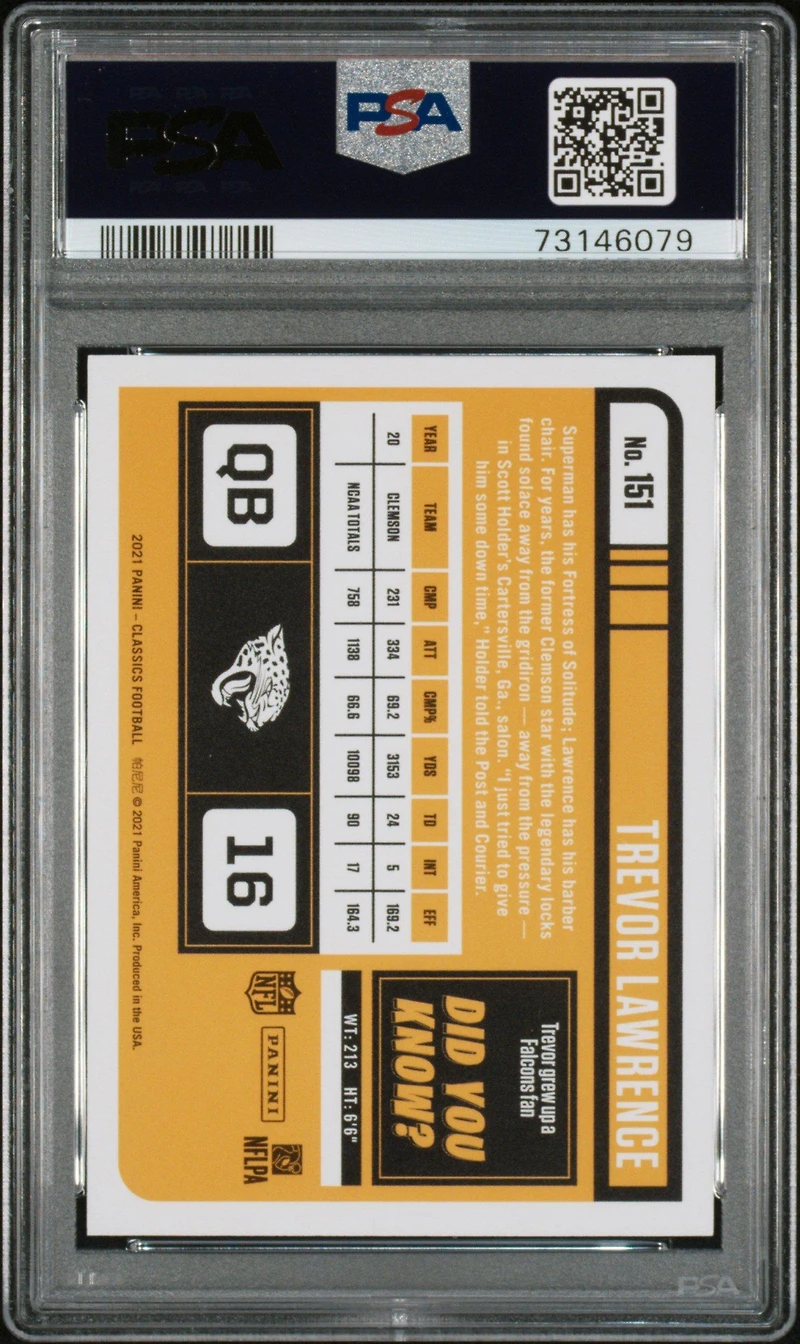 PSA
PSA
73146079
No. 151
TREVOR LAWRENCE
Superman has his Fortress of Solitude; Lawrence has his barber
chair. For years, the former Clemson star with the legendary locks
found solace away from the gridiron — away from the pressure —
in Scott Holder's Cartersville, Ga., salon. "I just tried to give
him some down time," Holder told the Post and Courier.
YEAR TEAM CMP ATT CMP% YDS TD INT EFF
20 CLEMSON 231 334 69.2 3153 24 5 169.2
NCAA TOTALS 758 1138 66.6 10098 90 17 164.3
QB
16
Trevor grew up a
Falcons fan
DID YOU
KNOW?
WT: 213 HT: 6'6"
NFL
PANINI
NFLPA
2021 PANINI – CLASSICS FOOTBALL 帕尼尼 © 2021 Panini America, Inc. Produced in the USA.
PSA